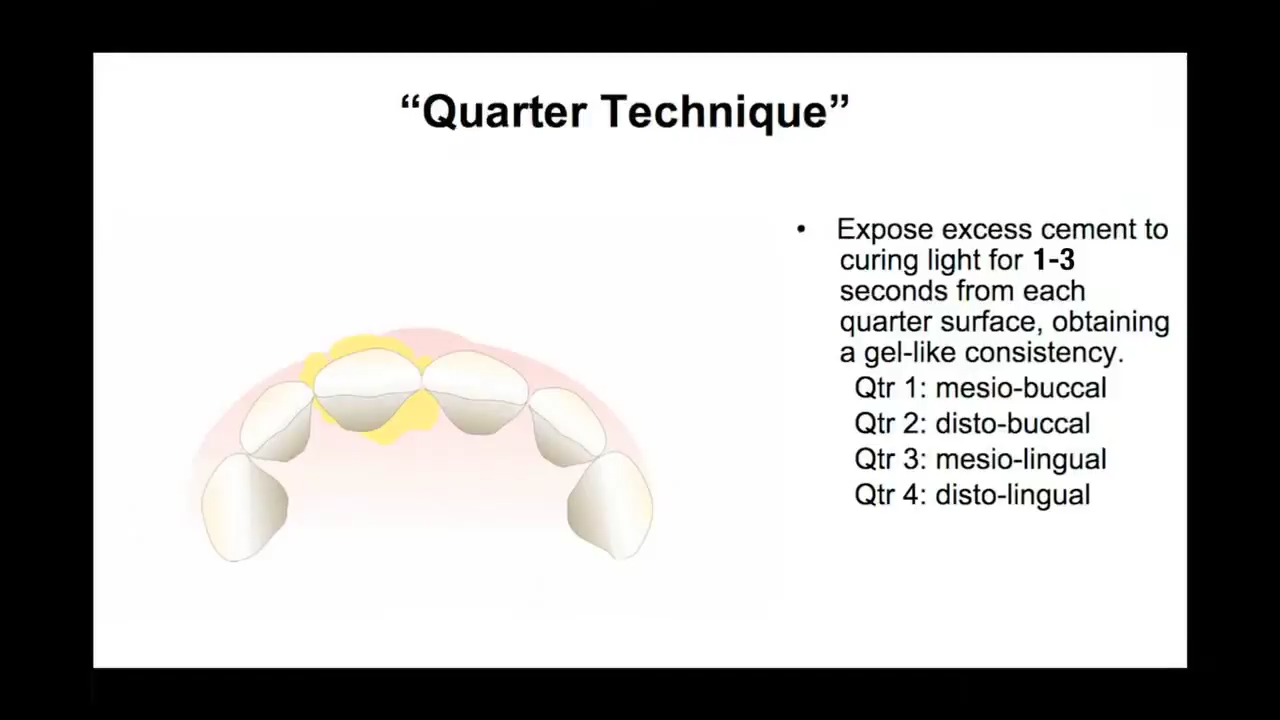 “Quarter Technique”
• Expose excess cement to
curing light for 1-3
seconds from each
quarter surface, obtaining
a gel-like consistency.
Qtr 1: mesio-buccal
Qtr 2: disto-buccal
Qtr 3: mesio-lingual
Qtr 4: disto-lingual